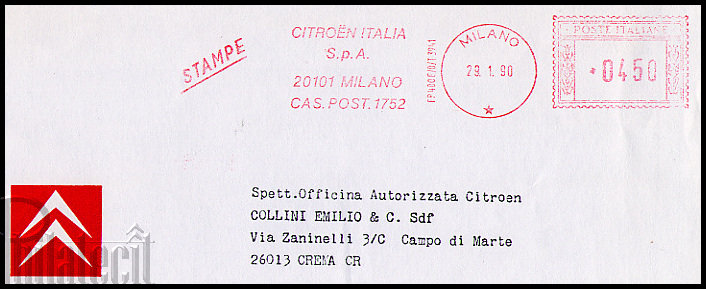 STAMPE
CITROËN ITALIA
S.p.A.
20101 MILANO
CAS. POST. 1752
MILANO
29. 1. 90
POSTE ITALIANE
*0450
Spett.Officina Autorizzata Citroen
COLLINI EMILIO & C. Sdf
Via Zaninelli 3/C Campo di Marte
26013 CREMA CR